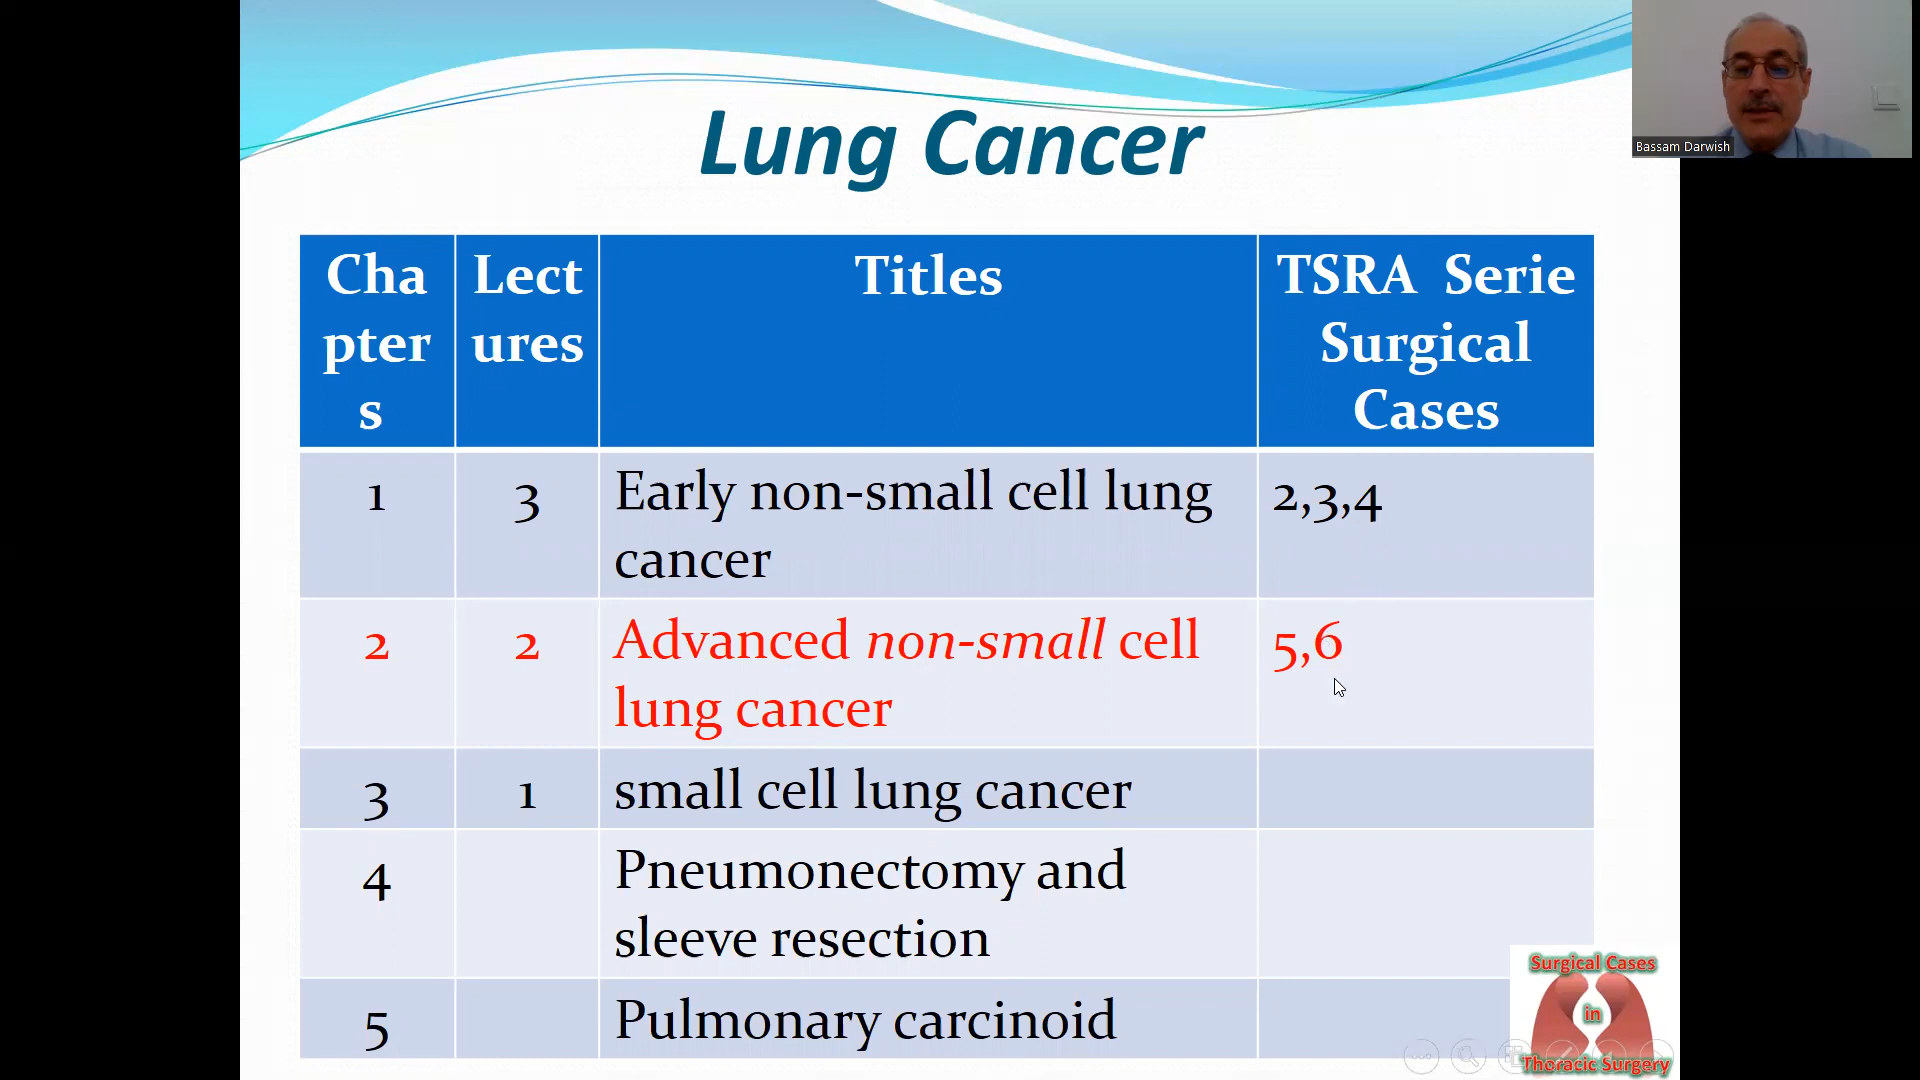 Lung Cancer
Bassam Darwish
Cha
pter
s
Lect
ures
Titles
TSRA Serie
Surgical
Cases
1
3
Early non-small cell lung
cancer
2,3,4
2
2
Advanced non-small cell
lung cancer
5,6
3
1
small cell lung cancer
4
Pneumonectomy and
sleeve resection
5
Pulmonary carcinoid
Surgical Cases
in
Thoracic Surgery